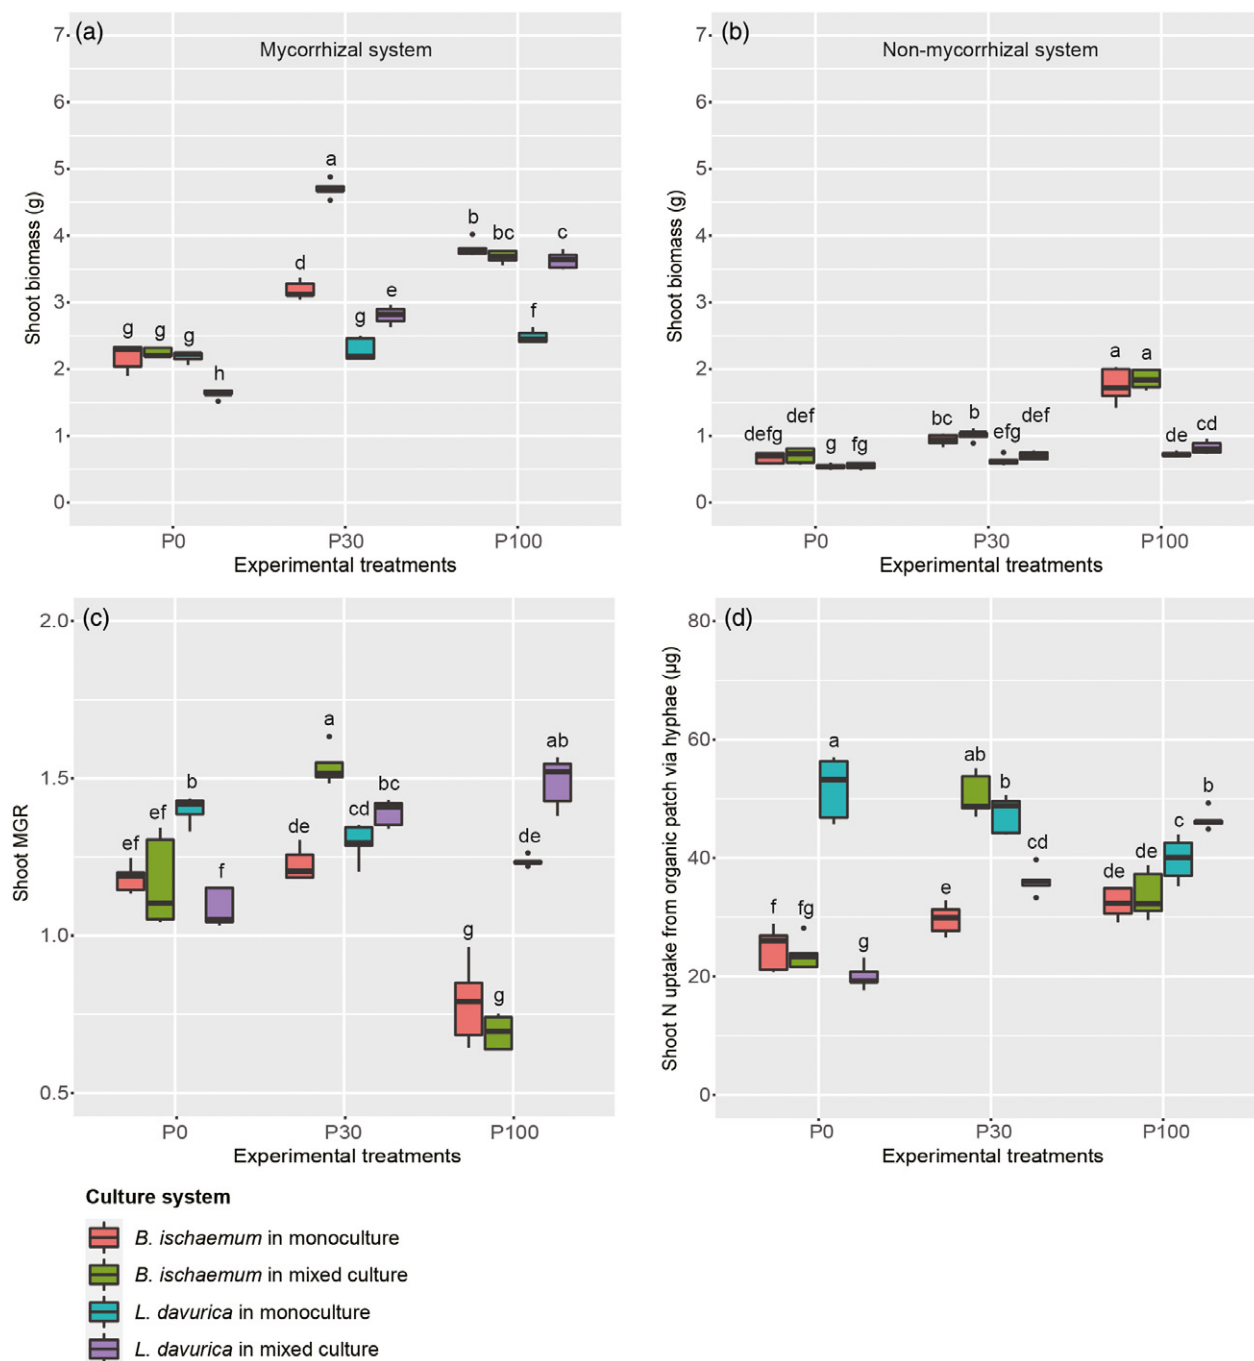 (a)
Mycorrhizal system
Shoot biomass (g)
7
6
5
4
3
2
1
0
g
g
g
h
d
a
g
e
b
bc
f
c
P0
P30
P100
Experimental treatments
(b)
Non-mycorrhizal system
Shoot biomass (g)
7
6
5
4
3
2
1
0
defg
def
g
fg
bc
b
efg
def
a
a
de
cd
P0
P30
P100
Experimental treatments
(c)
Shoot MGR
2.0
1.5
1.0
0.5
ef
ef
b
f
de
a
cd
bc
g
g
de
ab
P0
P30
P100
Experimental treatments
(d)
Shoot N uptake from organic patch via hyphae (µg)
80
60
40
20
0
f
fg
a
g
e
ab
b
cd
de
de
c
b
P0
P30
P100
Experimental treatments
Culture system
B. ischaemum in monoculture
B. ischaemum in mixed culture
L. davurica in monoculture
L. davurica in mixed culture